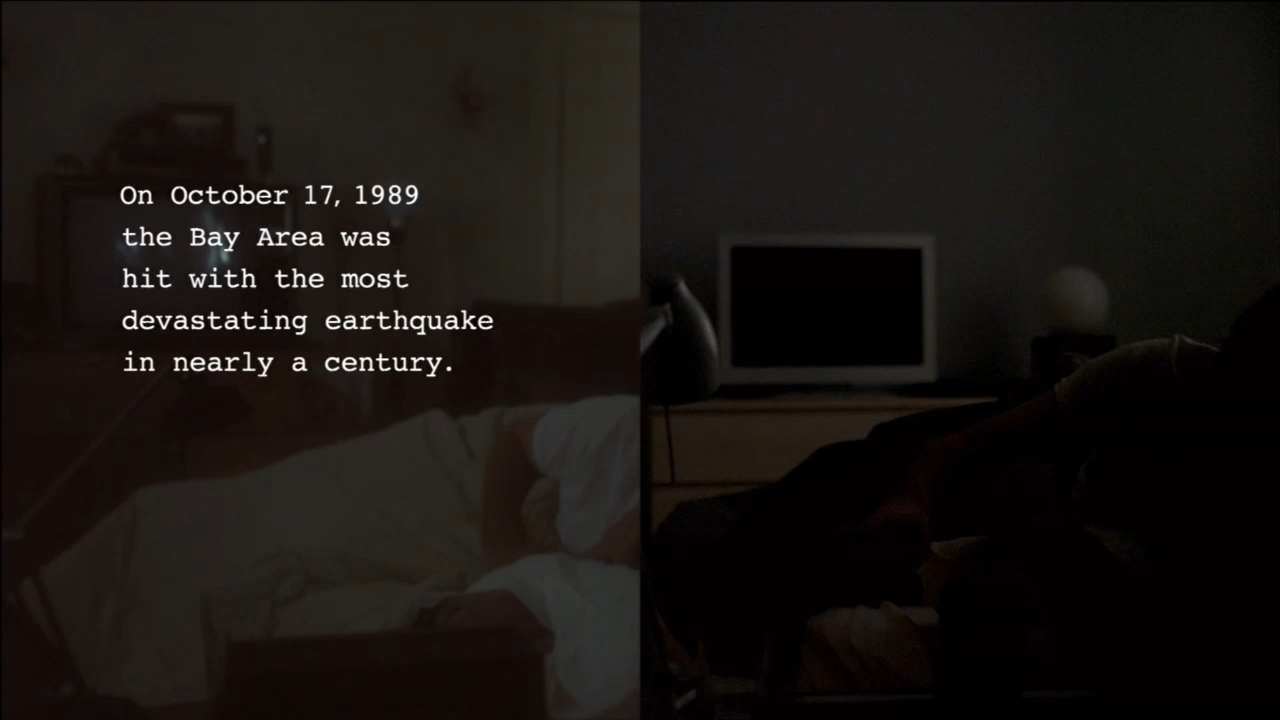 On October 17, 1989
the Bay Area was
hit with the most
devastating earthquake
in nearly a century.